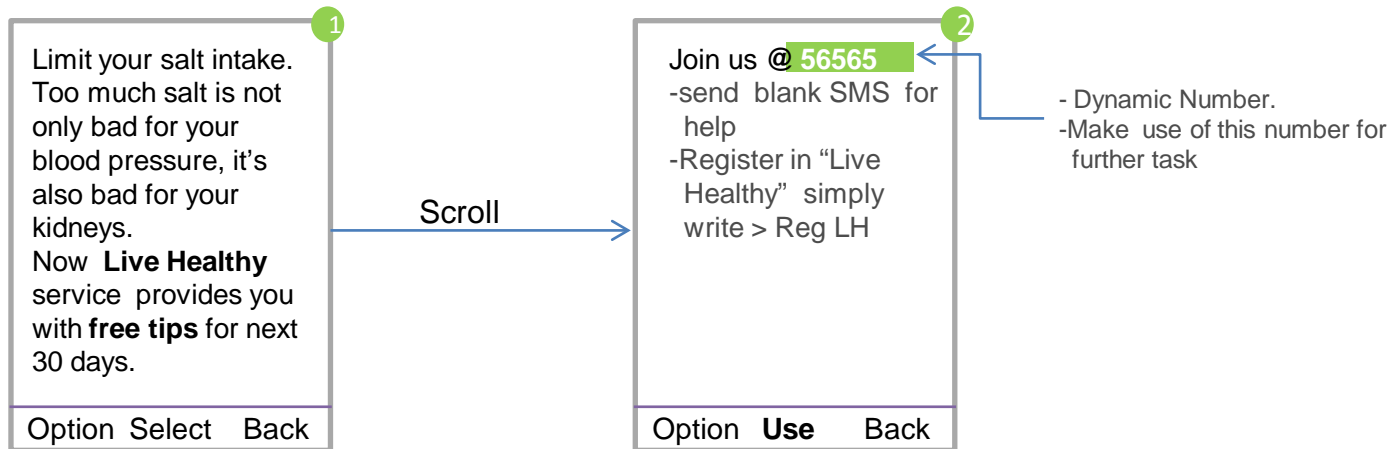 1
Limit your salt intake.
Too much salt is not
only bad for your
blood pressure, it's
also bad for your
kidneys.
Now Live Healthy
service provides you
with free tips for next
30 days.
Option Select Back
Scroll
2
Join us @ 56565
-send blank SMS for
help
-Register in “Live
Healthy” simply
write > Reg LH
Option Use Back
- Dynamic Number.
-Make use of this number for
further task